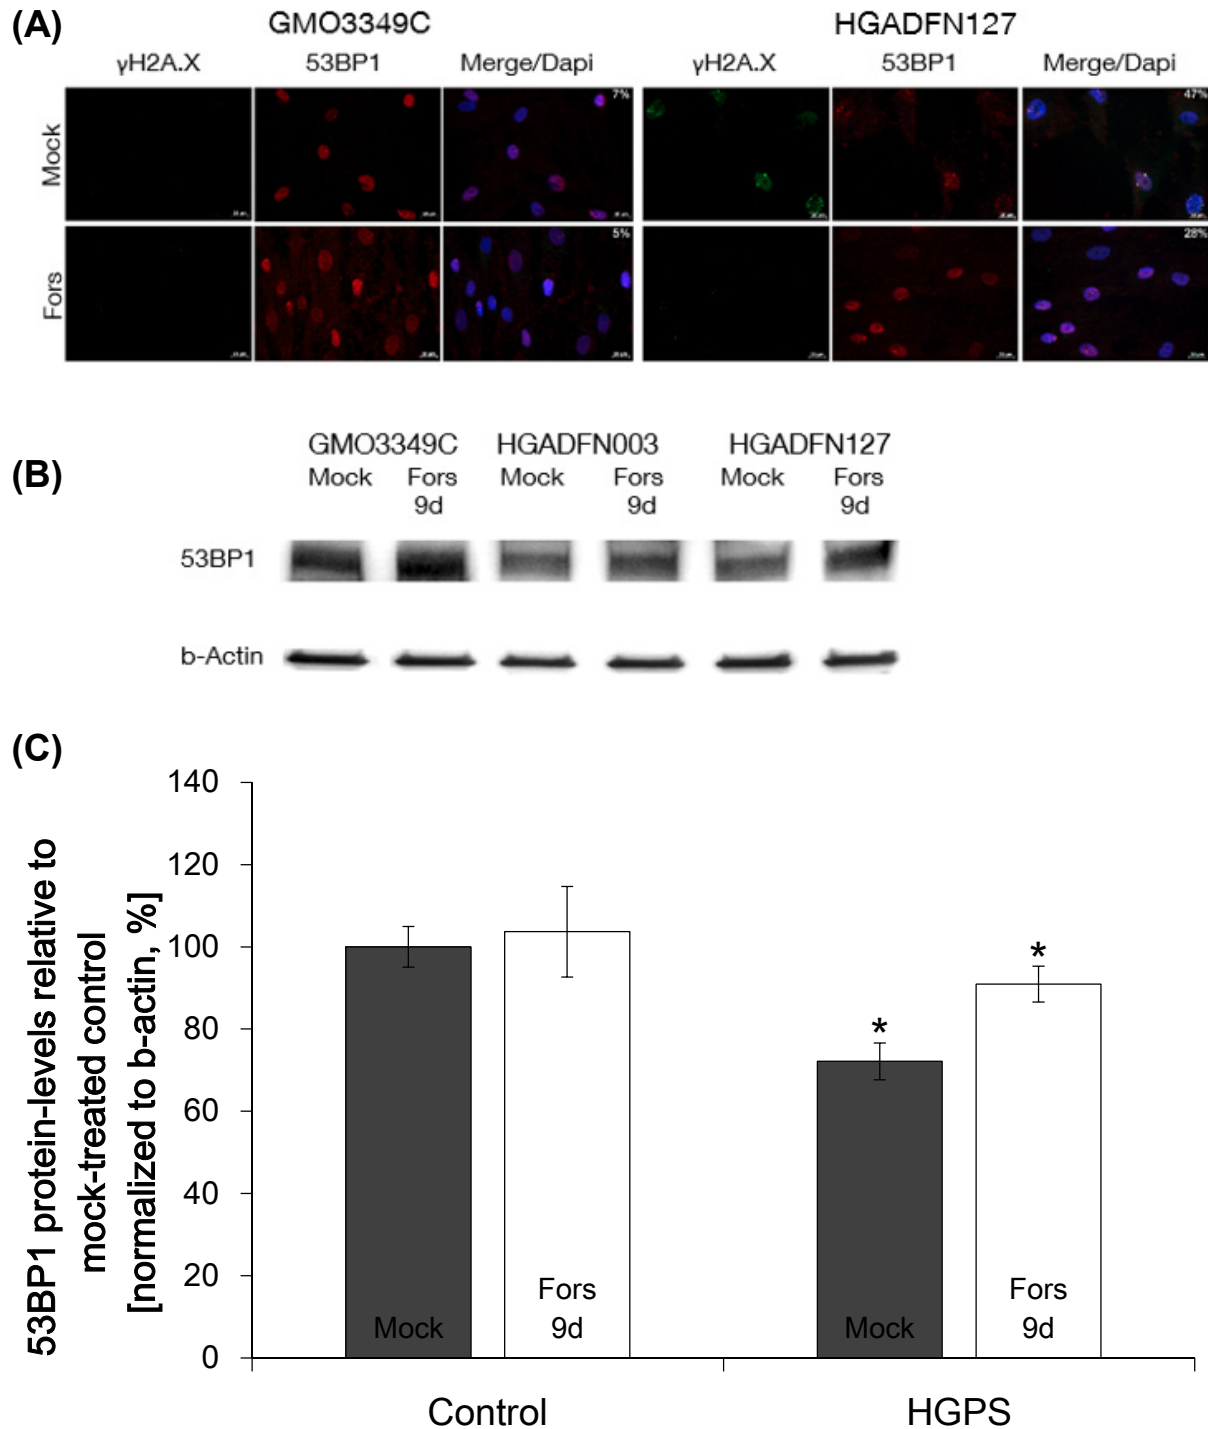 (A)
GMO3349C HGADFN127
γH2A.X 53BP1 Merge/Dapi γH2A.X 53BP1 Merge/Dapi
Mock
7%
47%
Fors
5%
28%
(B)
GMO3349C HGADFN003 HGADFN127
Mock Fors Mock Fors Mock Fors
9d 9d 9d
53BP1
b-Actin
(C)
53BP1 protein-levels relative to
mock-treated control
[normalized to b-actin, %]
140
120
100
80
60
40
20
0
*
*
Mock
Fors
9d
Mock
Fors
9d
Control HGPS